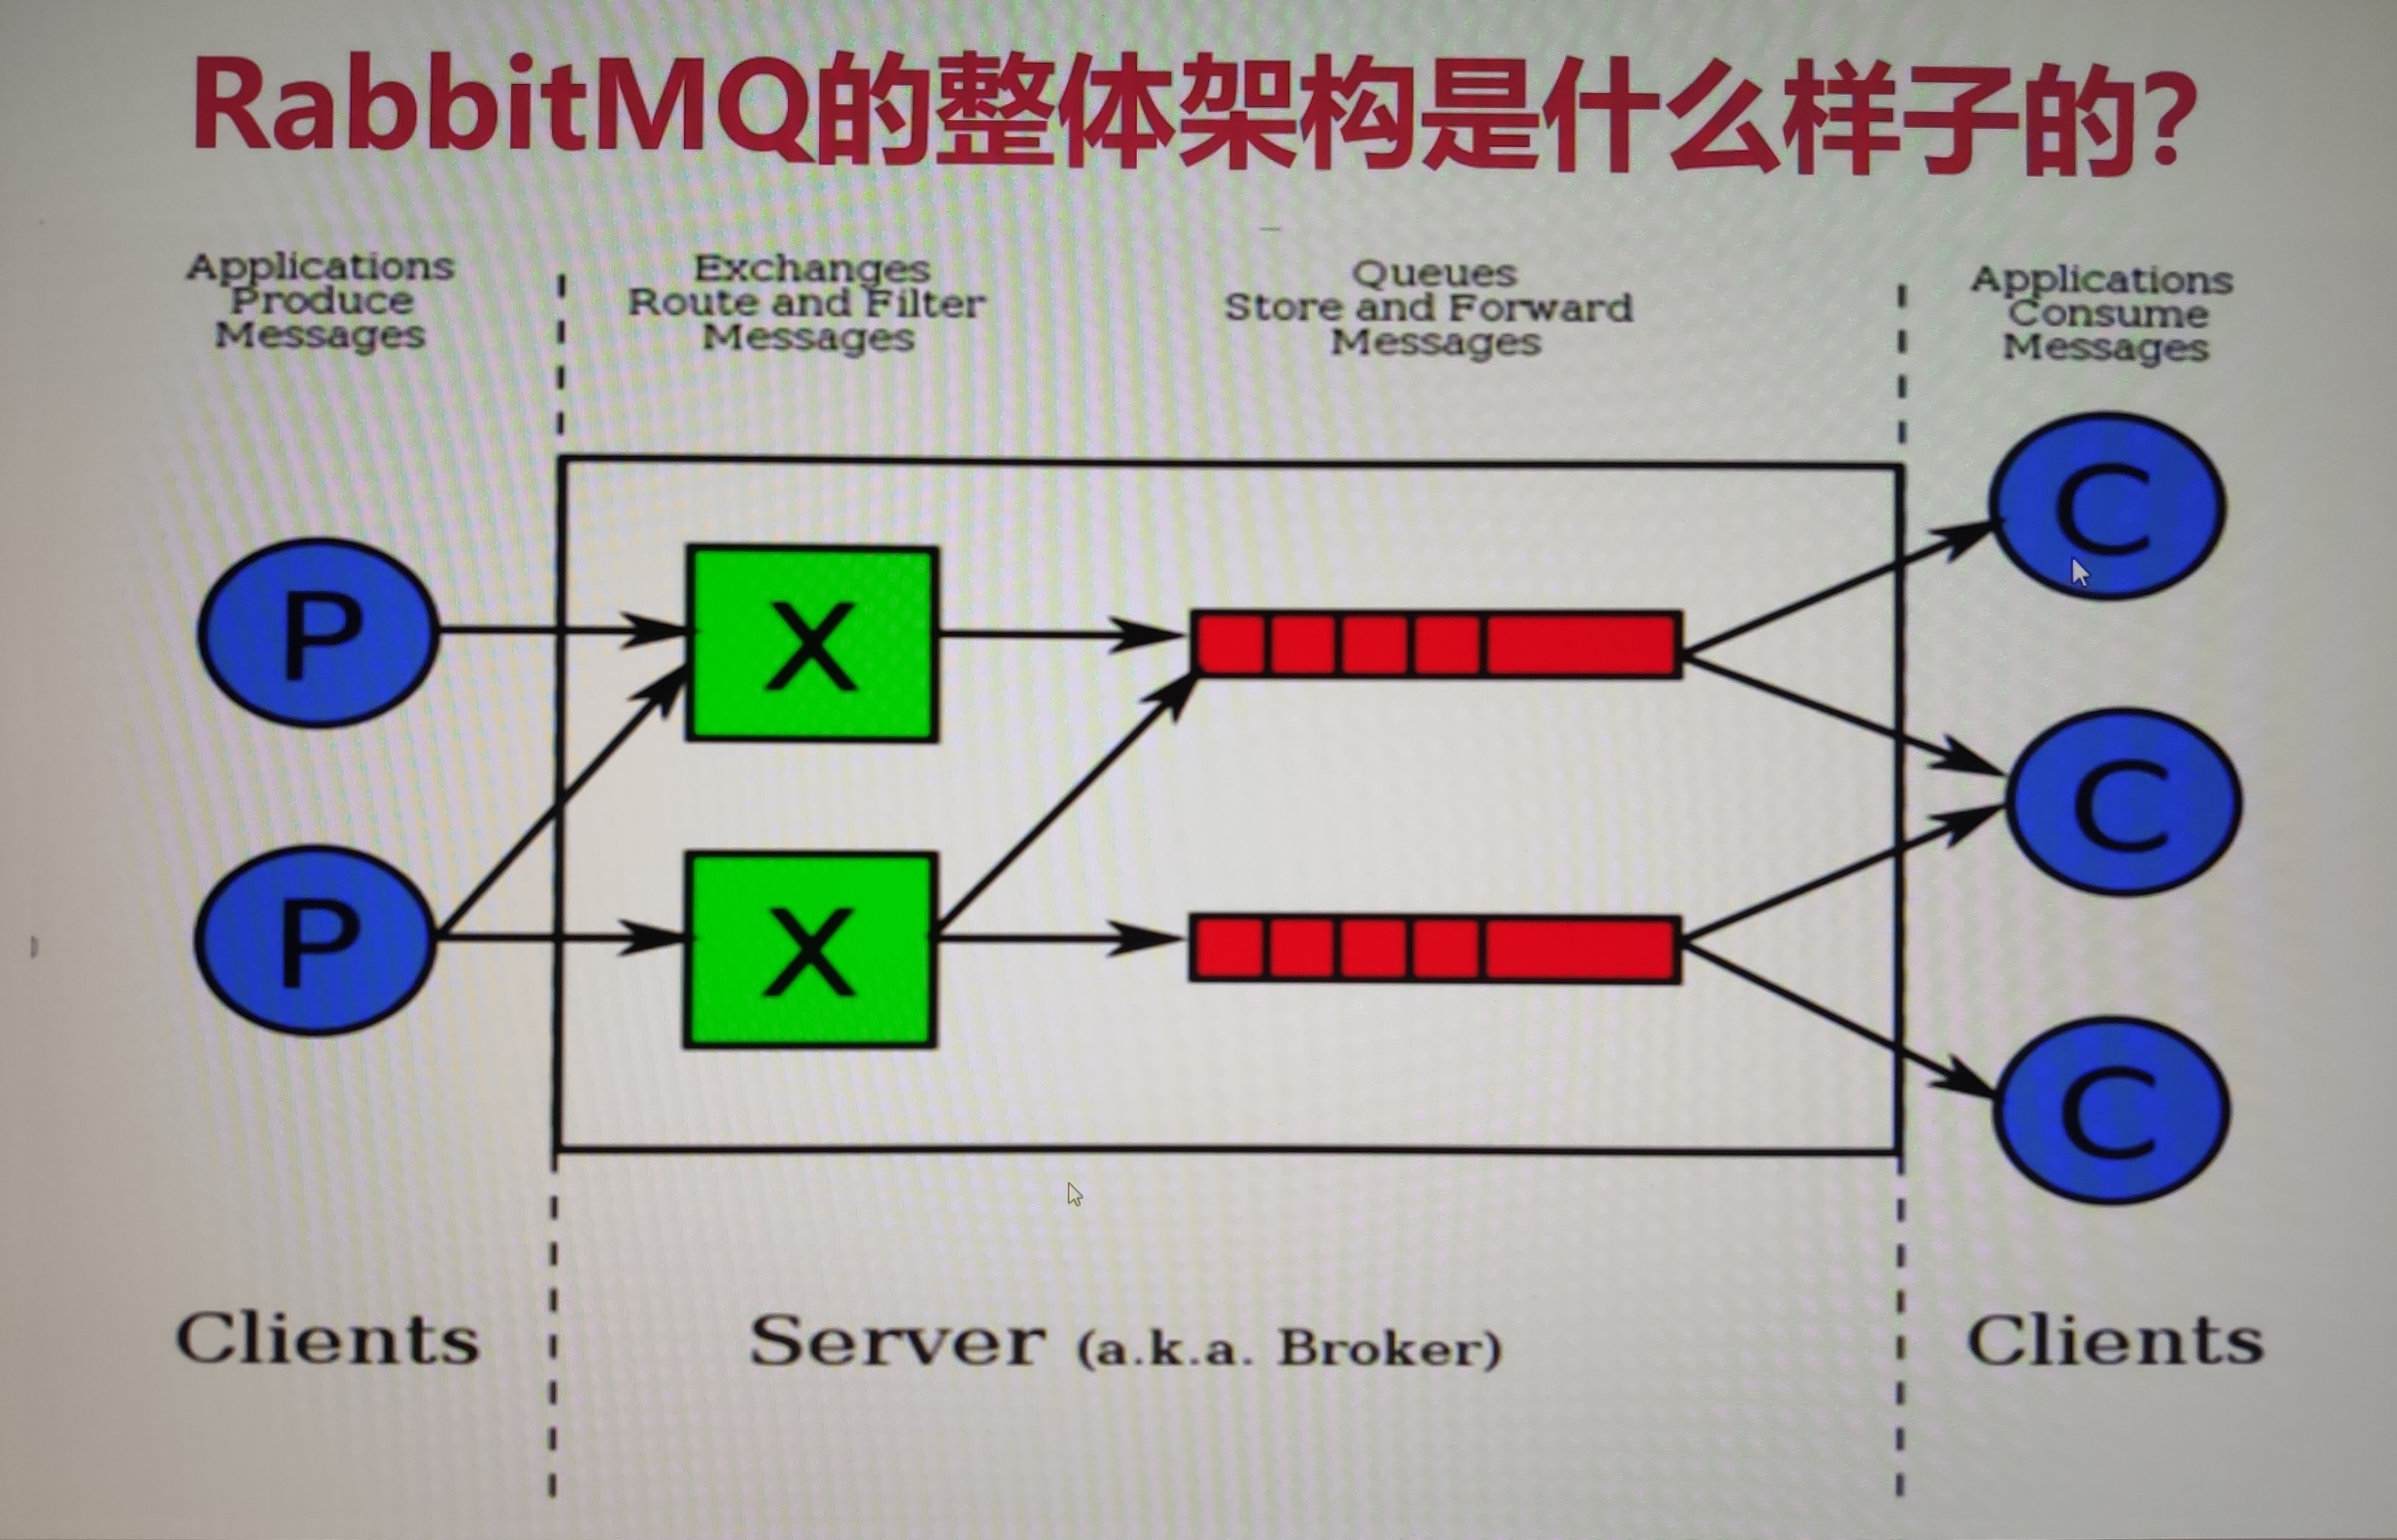 RabbitMQ的整体架构是什么样子的？
Applications
Produce
Messages
Exchanges
Route and Filter
Messages
Queues
Store and Forward
Messages
Applications
Consume
Messages
P
P
X
X
C
C
C
Clients
Server (a.k.a. Broker)
Clients